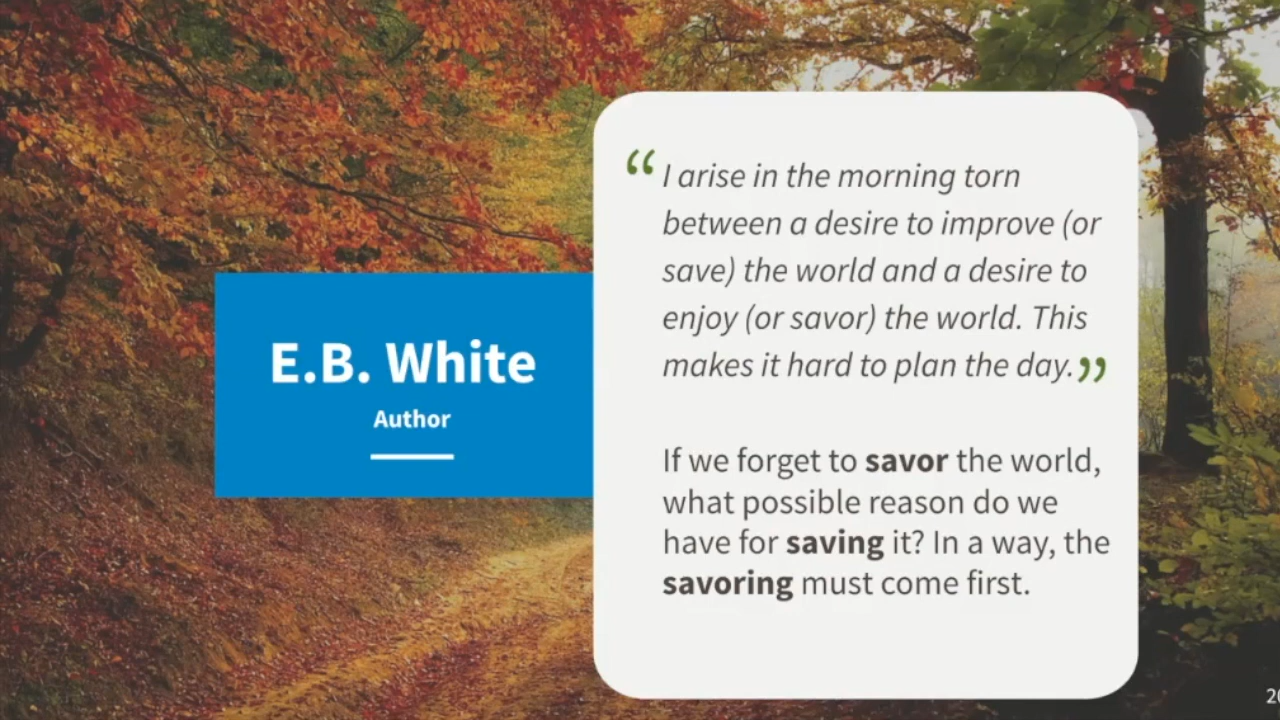 E.B. White
Author
“I arise in the morning torn
between a desire to improve (or
save) the world and a desire to
enjoy (or savor) the world. This
makes it hard to plan the day.”
If we forget to savor the world,
what possible reason do we
have for saving it? In a way, the
savoring must come first.